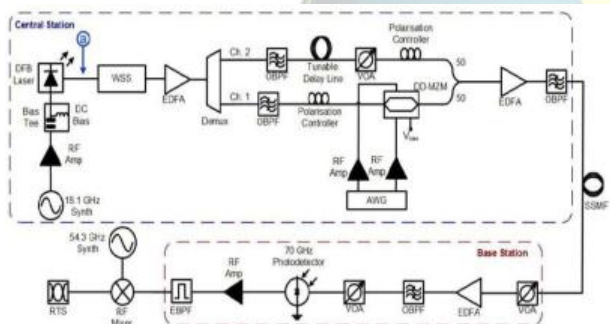 Central Station
a
DFB
Laser
WSS
EDFA
Demux
Ch. 2
Ch. 1
OBPF
Tunable
Delay Line
VOA
Polarisation
Controller
OBPF
Polarisation
Controller
DD-MZM
50
50
EDFA
OBPF
Bias
Tee
DC
Bias
RF
Amp
18.1 GHz
Synth
RF
Amp
RF
Amp
AWG
SSMF
54.3 GHz
Synth
RTS
RF
Mixer
EBPF
RF
Amp
70 GHz
Photodetector
VOA
OBPF
EDFA
VOA
Base Station